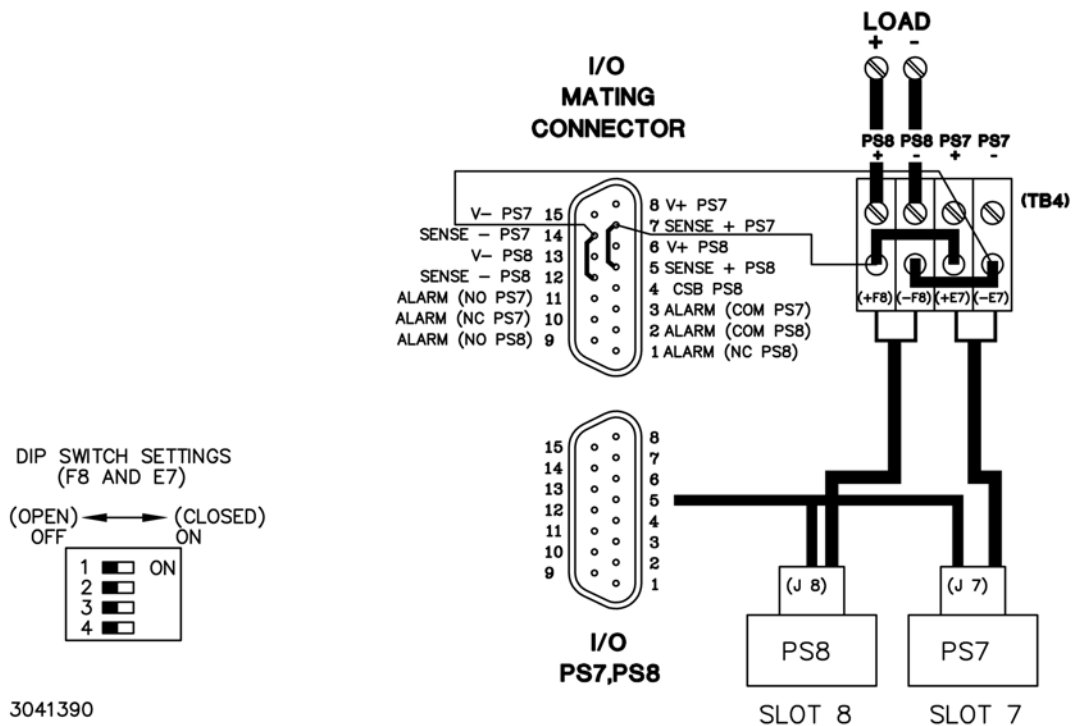 LOAD
+ -
I/O
MATING
CONNECTOR
PS8 PS8 PS7 PS7
+ - + -
(TB4)
V- PS7 15
SENSE - PS7 14
V- PS8 13
SENSE - PS8 12
ALARM (NO PS7) 11
ALARM (NC PS7) 10
ALARM (NO PS8) 9
8 V+ PS7
7 SENSE + PS7
6 V+ PS8
5 SENSE + PS8
4 CSB PS8
3 ALARM (COM PS7)
2 ALARM (COM PS8)
1 ALARM (NC PS8)
(+F8) (-F8) (+E7) (-E7)
15
14
13
12
11
10
9
8
7
6
5
4
3
2
1
I/O
PS7,PS8
DIP SWITCH SETTINGS
(F8 AND E7)
(OPEN) (CLOSED)
OFF ON
1 ON
2
3
4
(J 8)
PS8
SLOT 8
(J 7)
PS7
SLOT 7
3041390